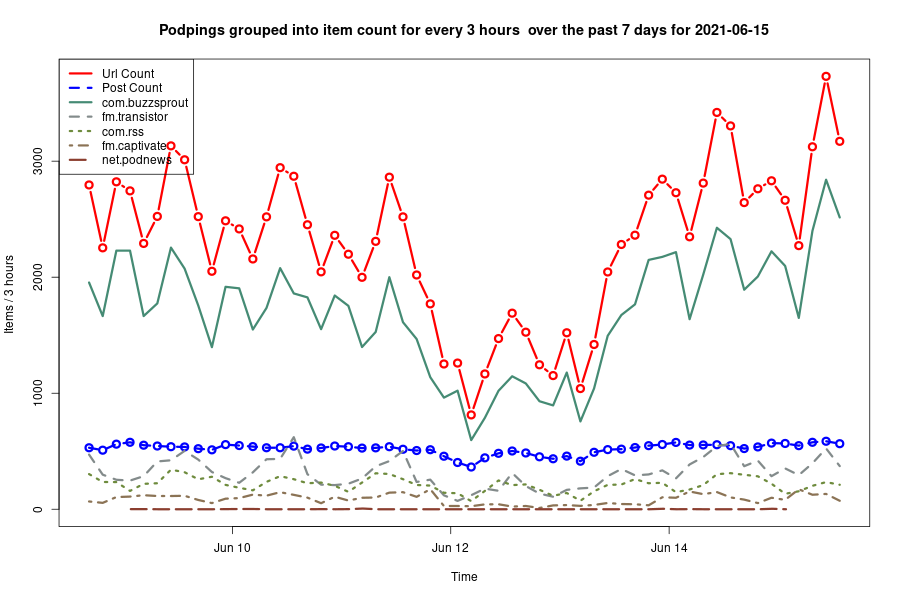 Podpings grouped into item count for every 3 hours  over the past 7 days for 2021-06-15
Url Count
Post Count
com.buzzsprout
fm.transistor
com.rss
fm.captivate
net.podnews
Items / 3 hours
3000
2000
1000
0
Jun 10
Jun 12
Jun 14
Time